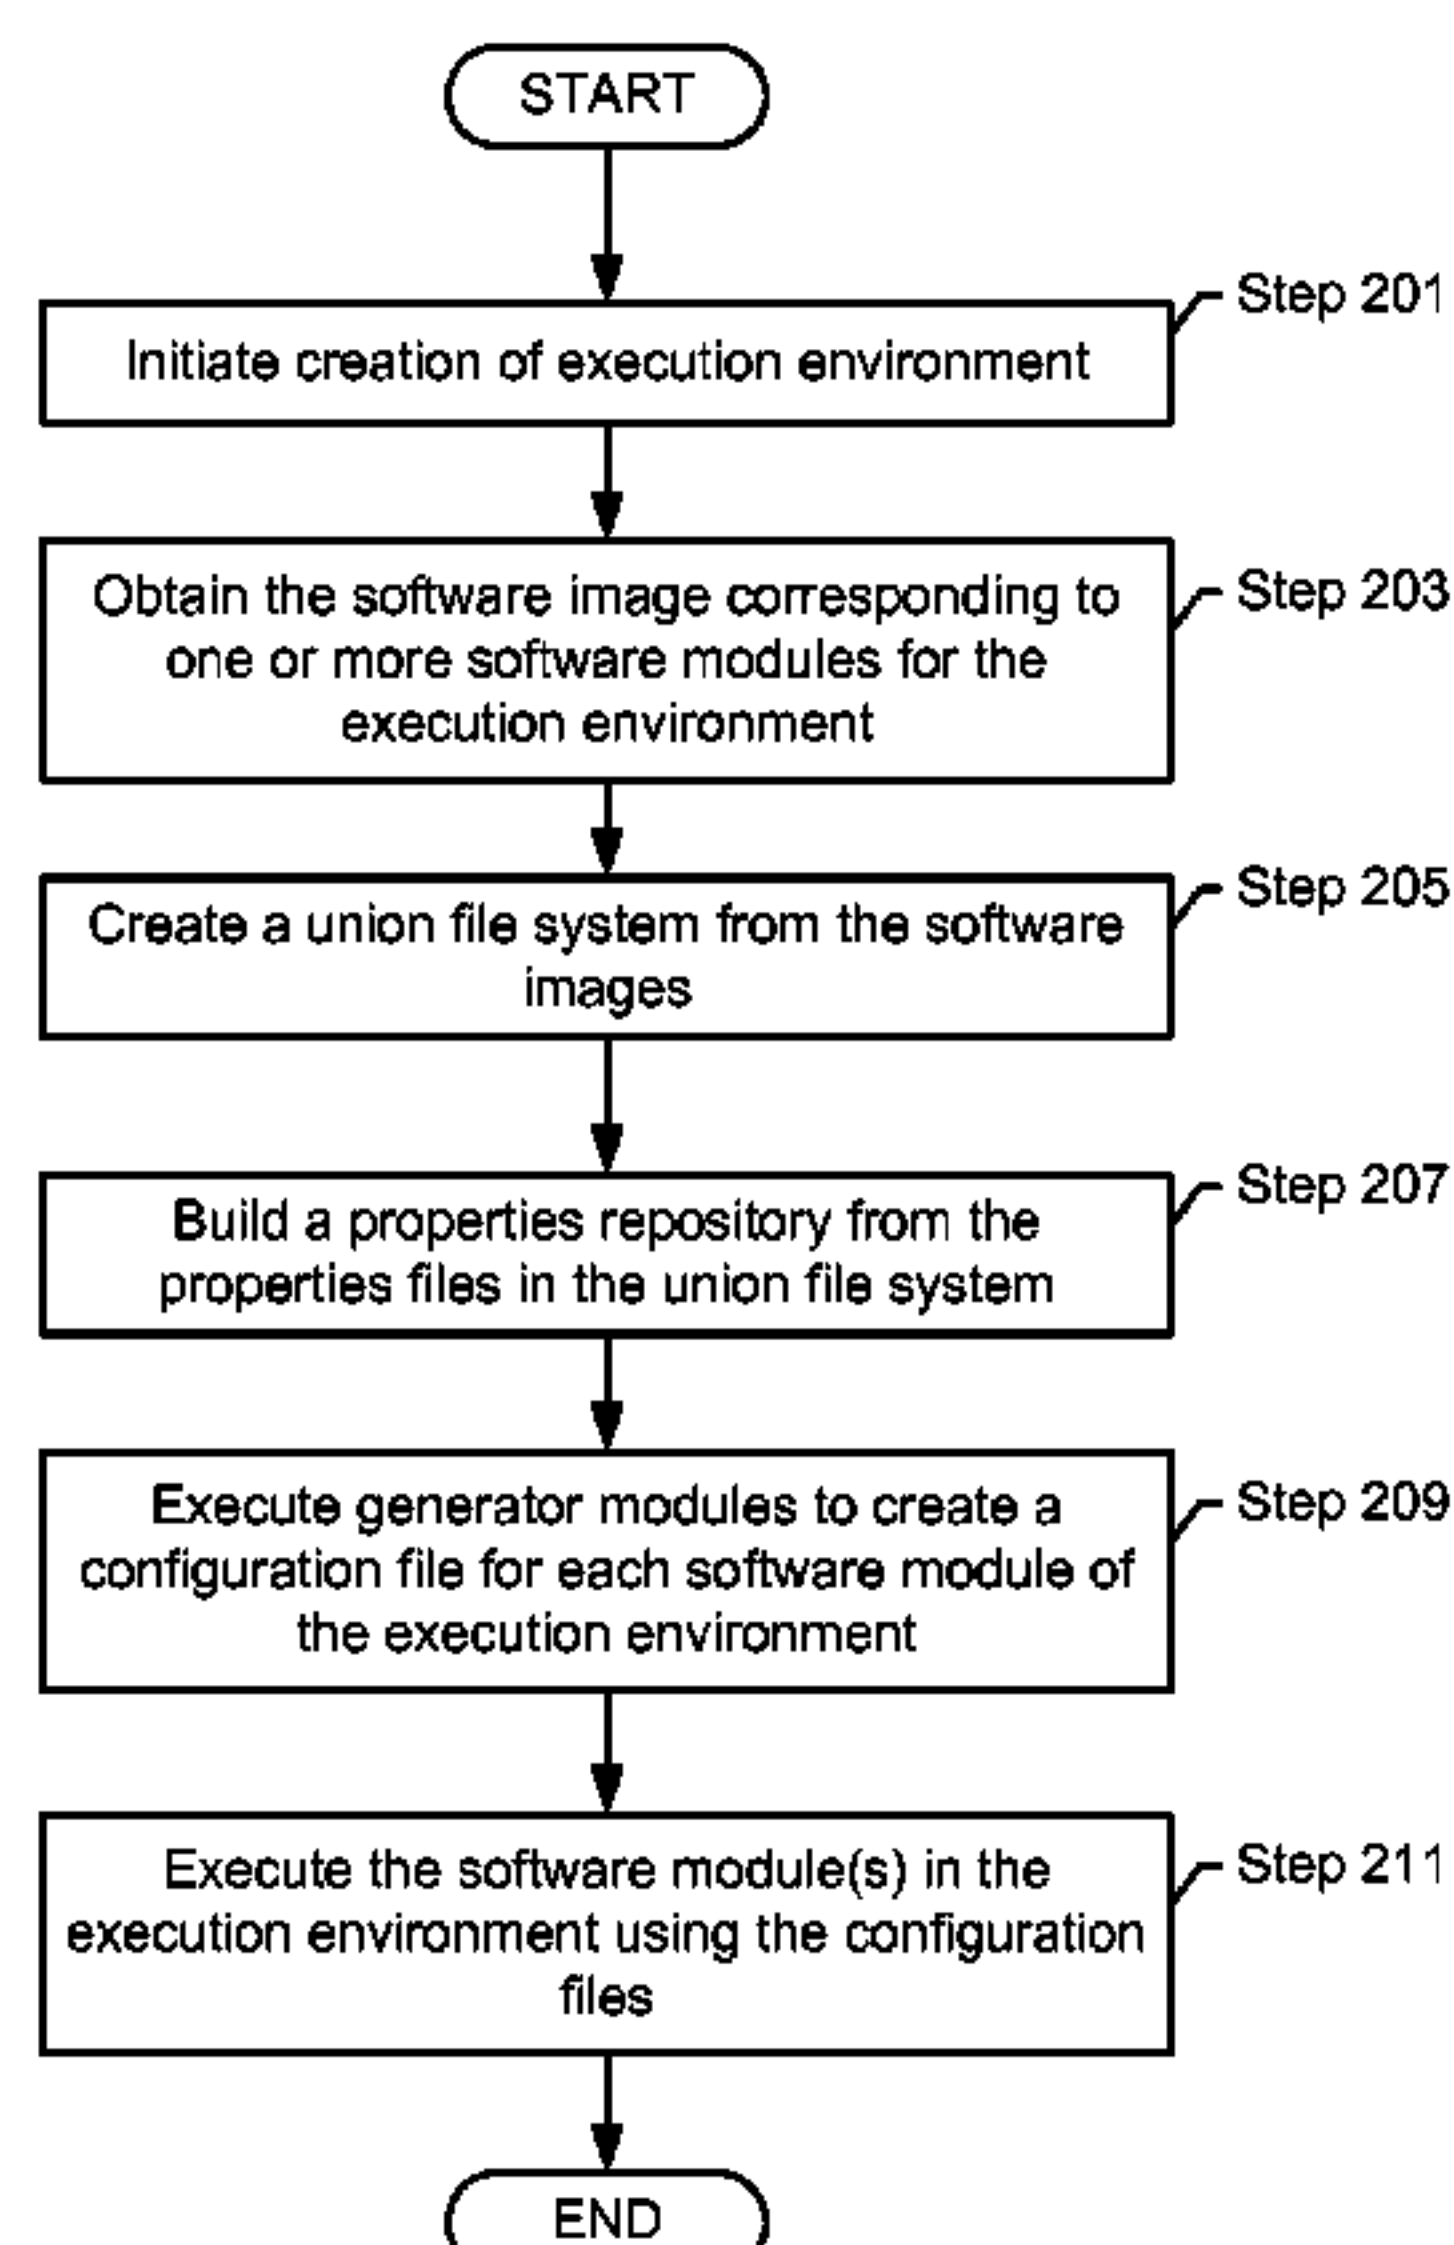 START
Step 201
Initiate creation of execution environment
Step 203
Obtain the software image corresponding to
one or more software modules for the
execution environment
Step 205
Create a union file system from the software
images
Step 207
Build a properties repository from the
properties files in the union file system
Step 209
Execute generator modules to create a
configuration file for each software module of
the execution environment
Step 211
Execute the software module(s) in the
execution environment using the configuration
files
END